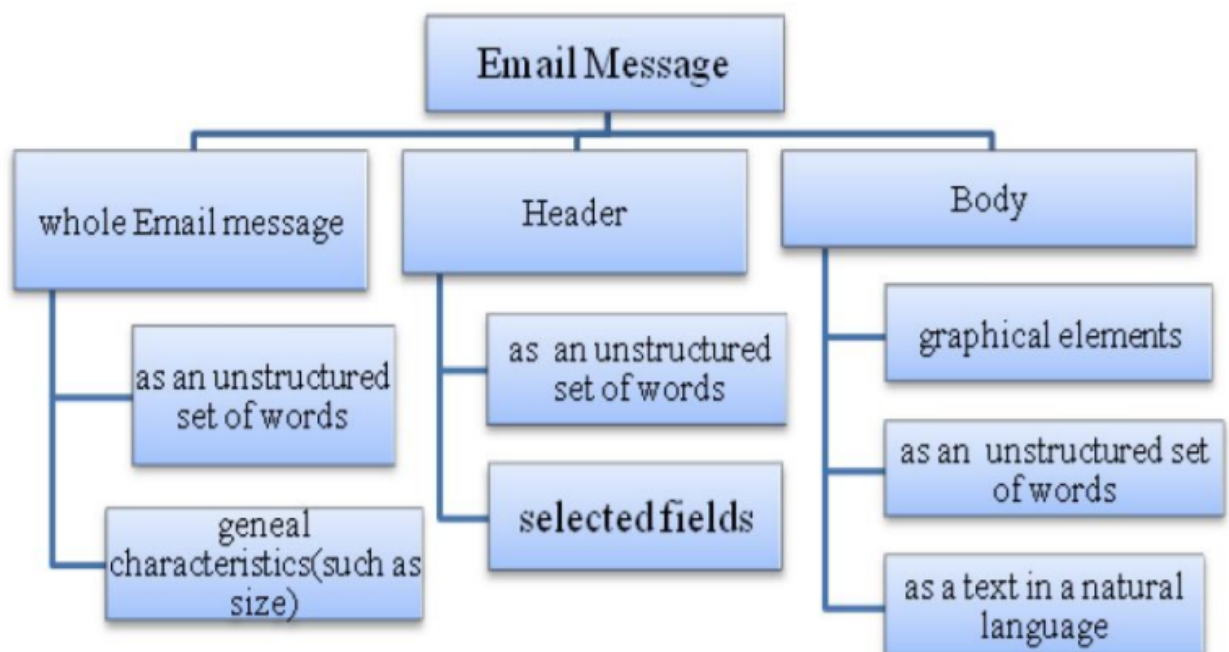 Email Message
whole Email message
as an unstructured
set of words
geneal
characteristics(such as
size)
Header
as an unstructured
set of words
selected fields
Body
graphical elements
as an unstructured set
of words
as a text in a natural
language